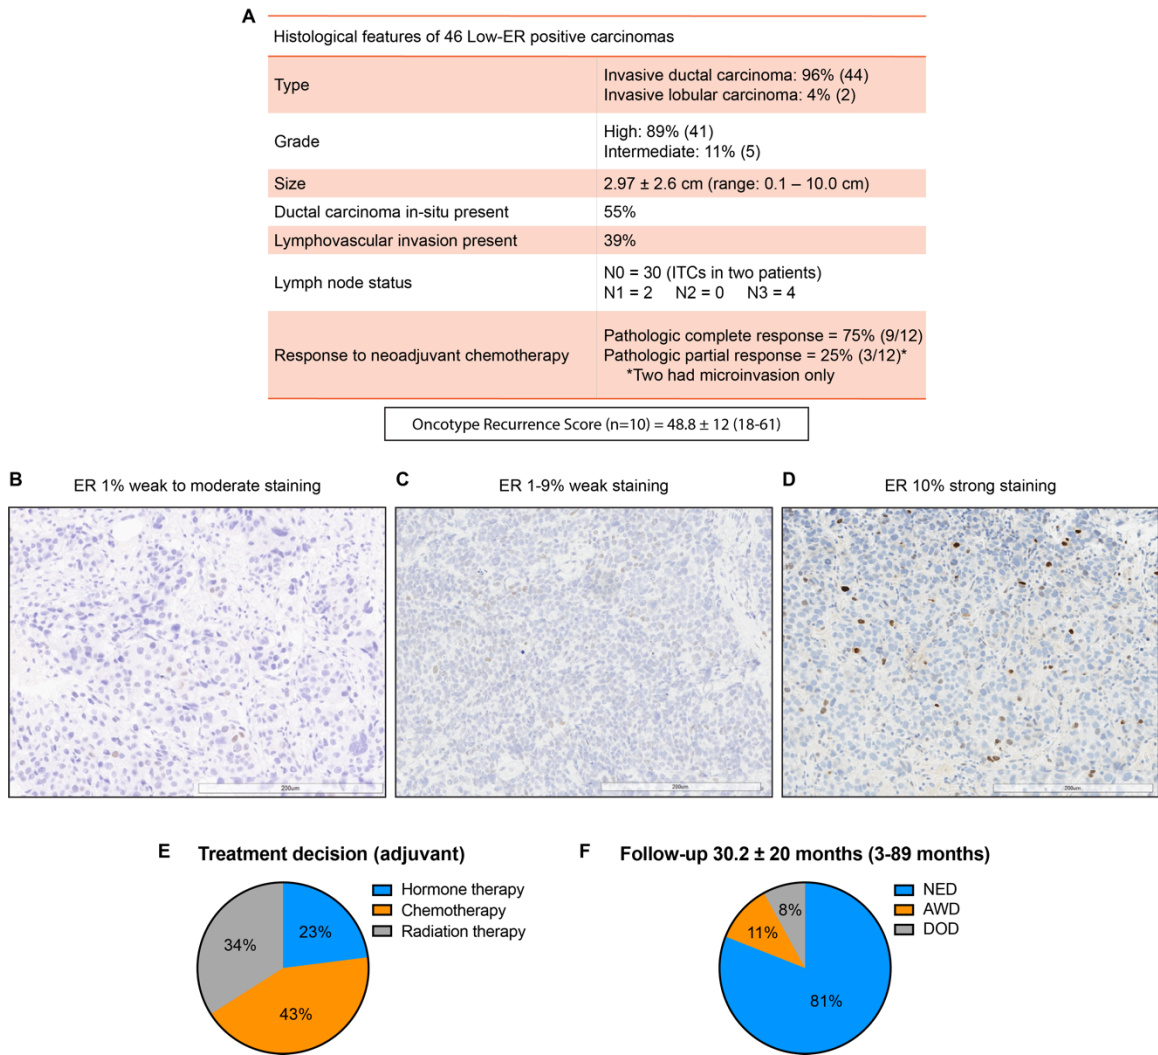 A
Histological features of 46 Low-ER positive carcinomas
Type
Invasive ductal carcinoma: 96% (44)
Invasive lobular carcinoma: 4% (2)
Grade
High: 89% (41)
Intermediate: 11% (5)
Size
2.97 ± 2.6 cm (range: 0.1 – 10.0 cm)
Ductal carcinoma in-situ present
55%
Lymphovascular invasion present
39%
Lymph node status
N0 = 30 (ITCs in two patients)
N1 = 2 N2 = 0 N3 = 4
Response to neoadjuvant chemotherapy
Pathologic complete response = 75% (9/12)
Pathologic partial response = 25% (3/12)*
*Two had microinvasion only
Oncotype Recurrence Score (n=10) = 48.8 ± 12 (18-61)
B
ER 1% weak to moderate staining
200um
C
ER 1-9% weak staining
200um
D
ER 10% strong staining
200um
E
Treatment decision (adjuvant)
Hormone therapy
Chemotherapy
Radiation therapy
23%
34%
43%
F
Follow-up 30.2 ± 20 months (3-89 months)
NED
AWD
DOD
8%
11%
81%